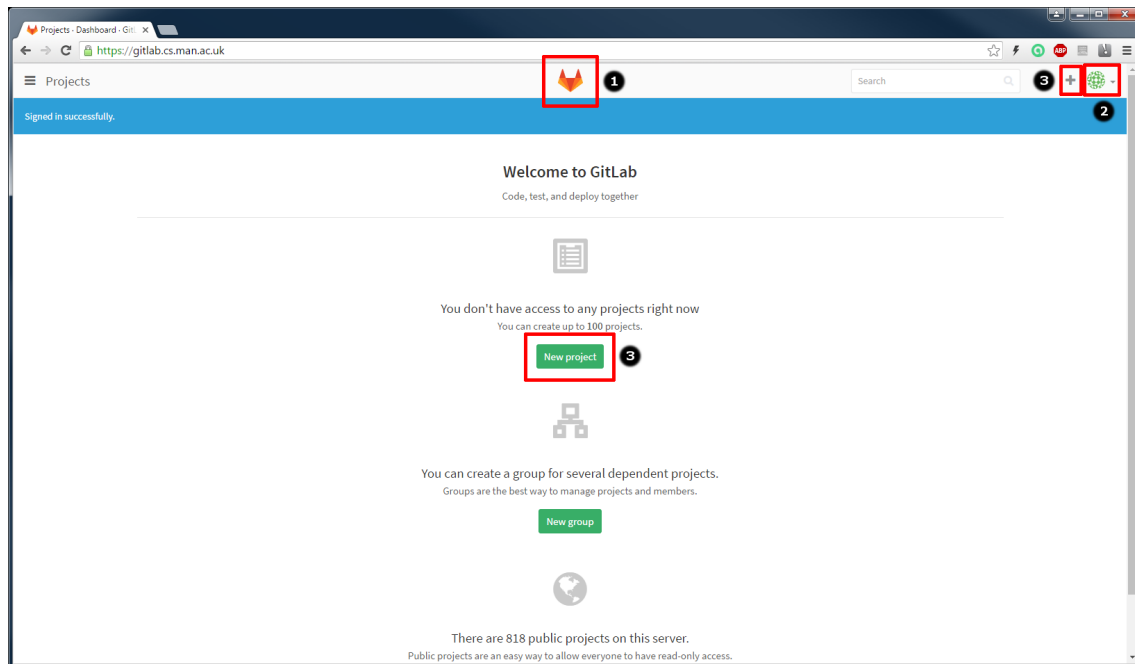 Projects · Dashboard · Git
https://gitlab.cs.man.ac.uk
ABP
Projects
1
Search
3
2
Signed in successfully.
Welcome to GitLab
Code, test, and deploy together
You don't have access to any projects right now
You can create up to 100 projects.
New project
3
You can create a group for several dependent projects.
Groups are the best way to manage projects and members.
New group
There are 818 public projects on this server.
Public projects are an easy way to allow everyone to have read-only access.